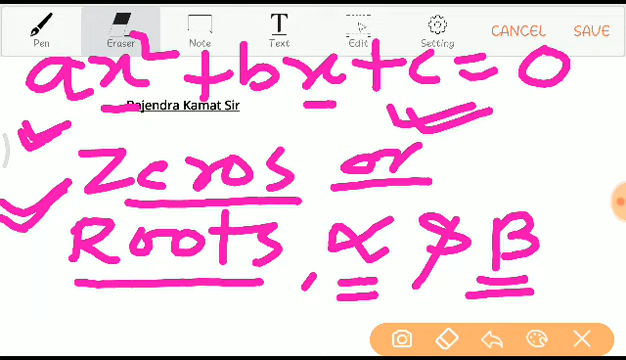 Pen Eraser Note Text Edit Setting CANCEL SAVE
ax² + bx + c = 0
Rajendra Kamat Sir
Zeros or
Roots, α & β